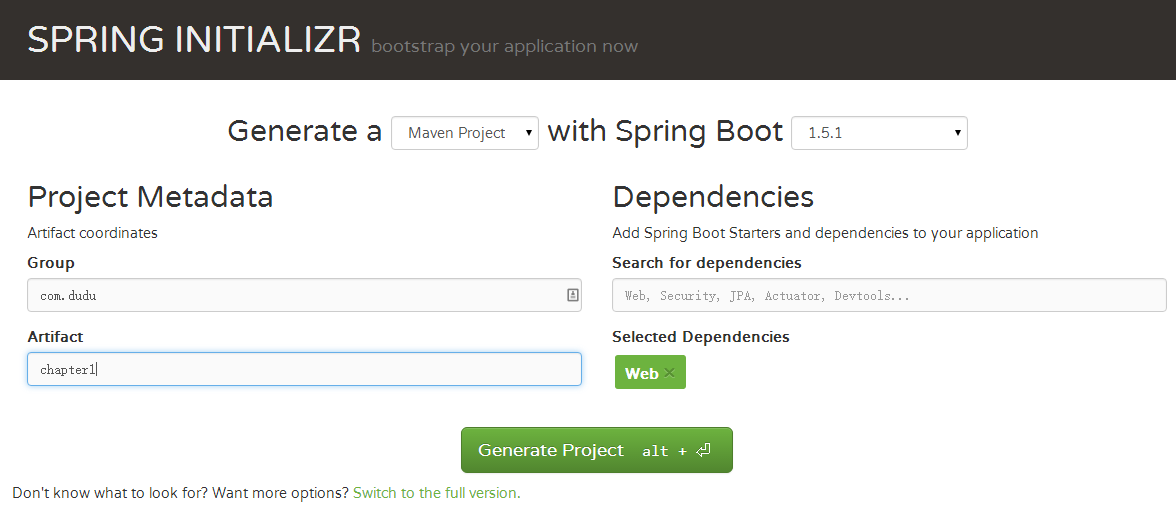 SPRING INITIALIZR bootstrap your application now
Generate a Maven Project with Spring Boot 1.5.1
Project Metadata
Artifact coordinates
Group
com.dudu
Artifact
chapter1
Dependencies
Add Spring Boot Starters and dependencies to your application
Search for dependencies
Web, Security, JPA, Actuator, Devtools...
Selected Dependencies
Web ×
Generate Project alt + ⏎
Don't know what to look for? Want more options? Switch to the full version.